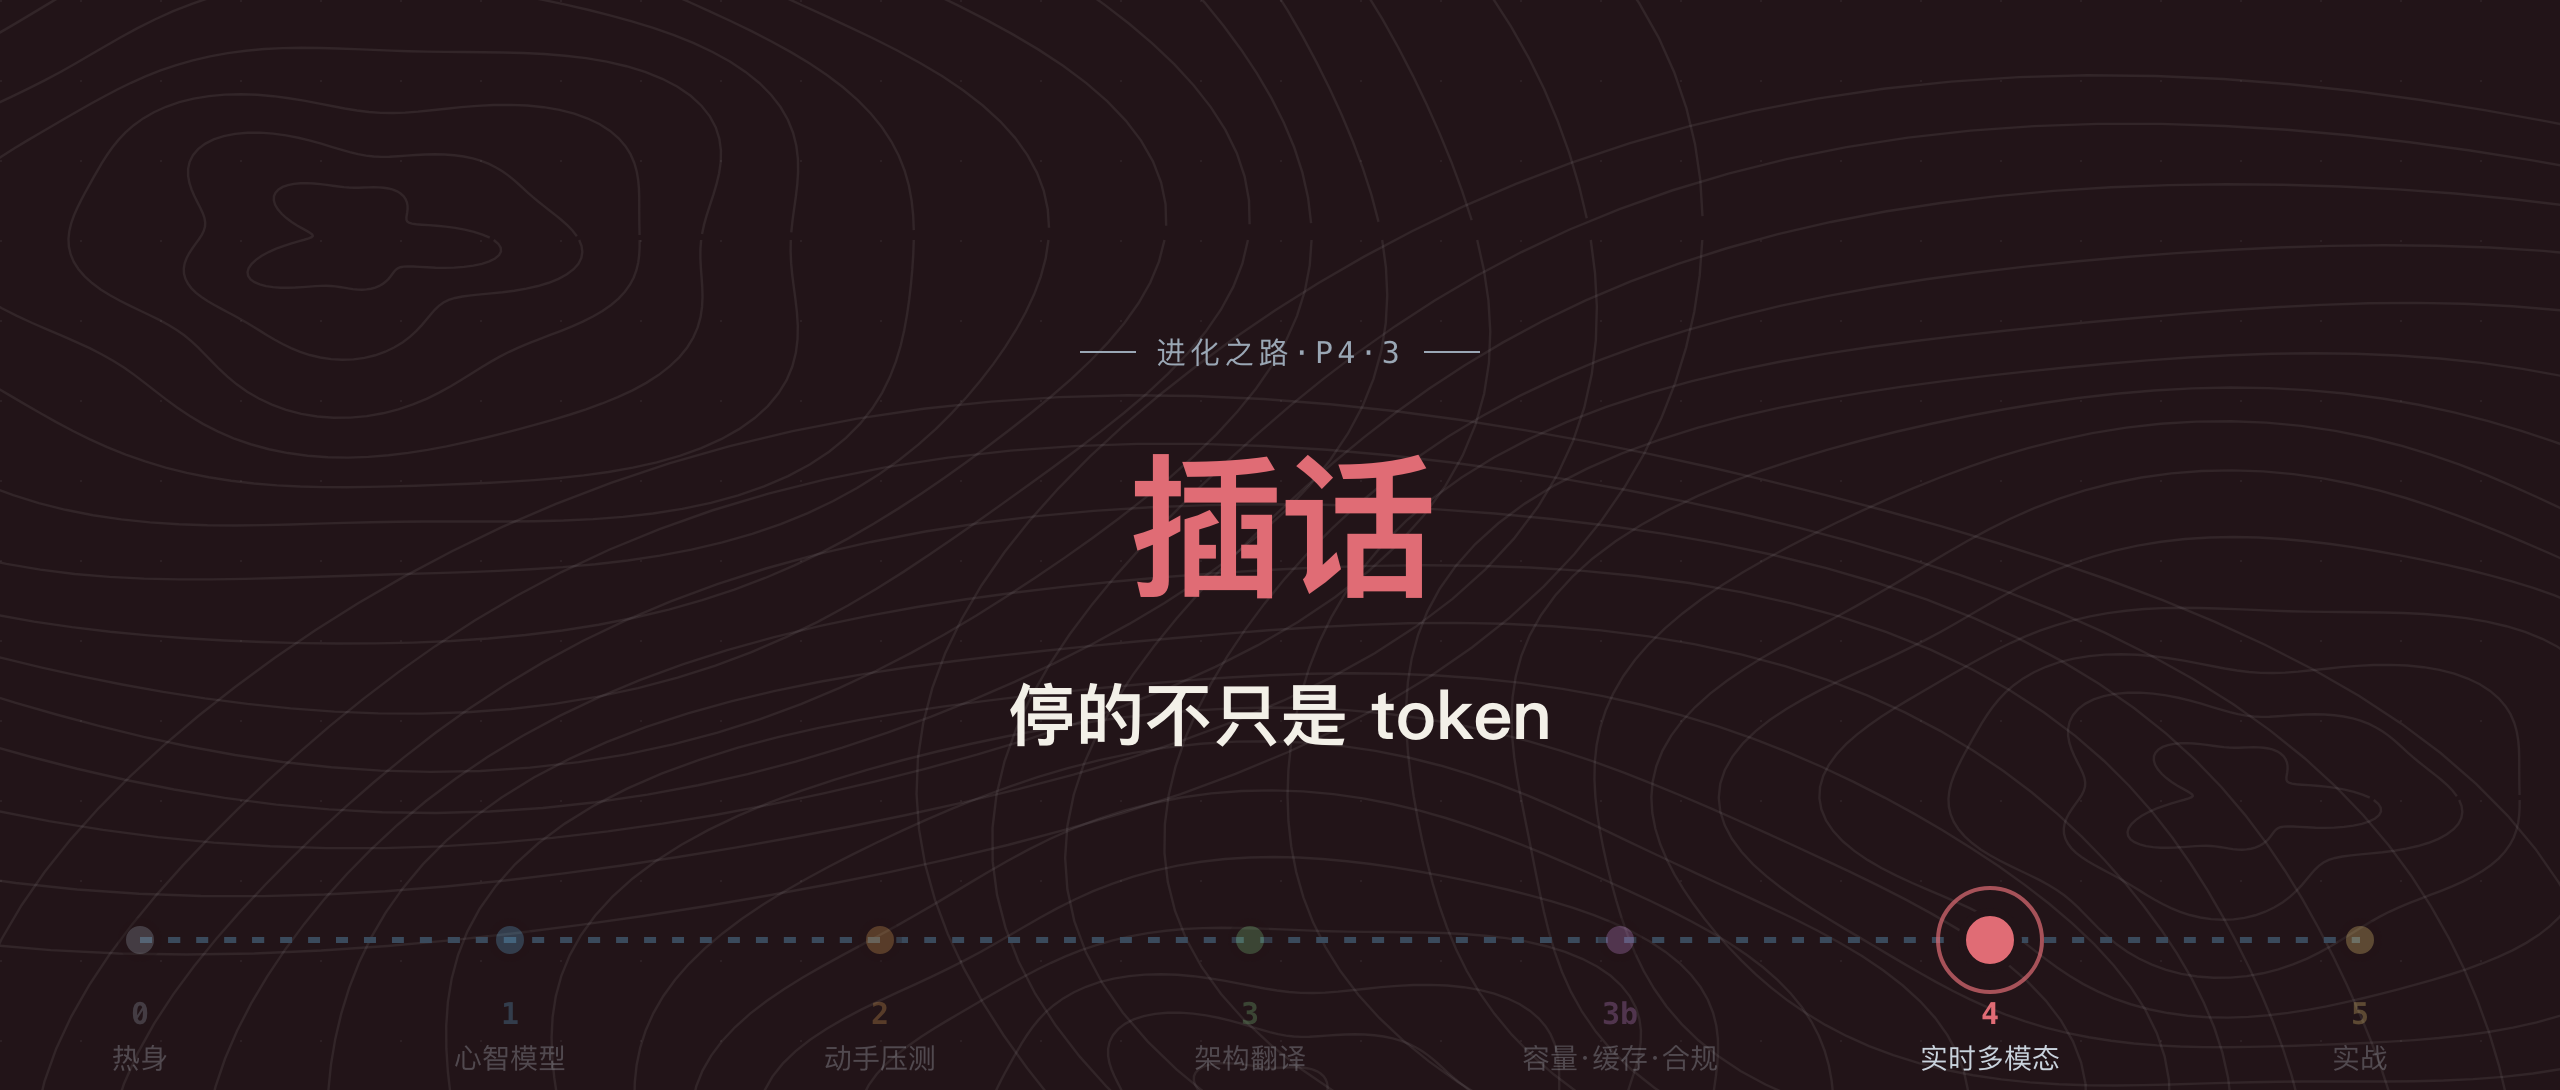 进化之路·P4·3
插话
停的不只是 token
0 1 2 3 3b 4 5
热身 心智模型 动手压测 架构翻译 容量·缓存·合规 实时多模态 实战